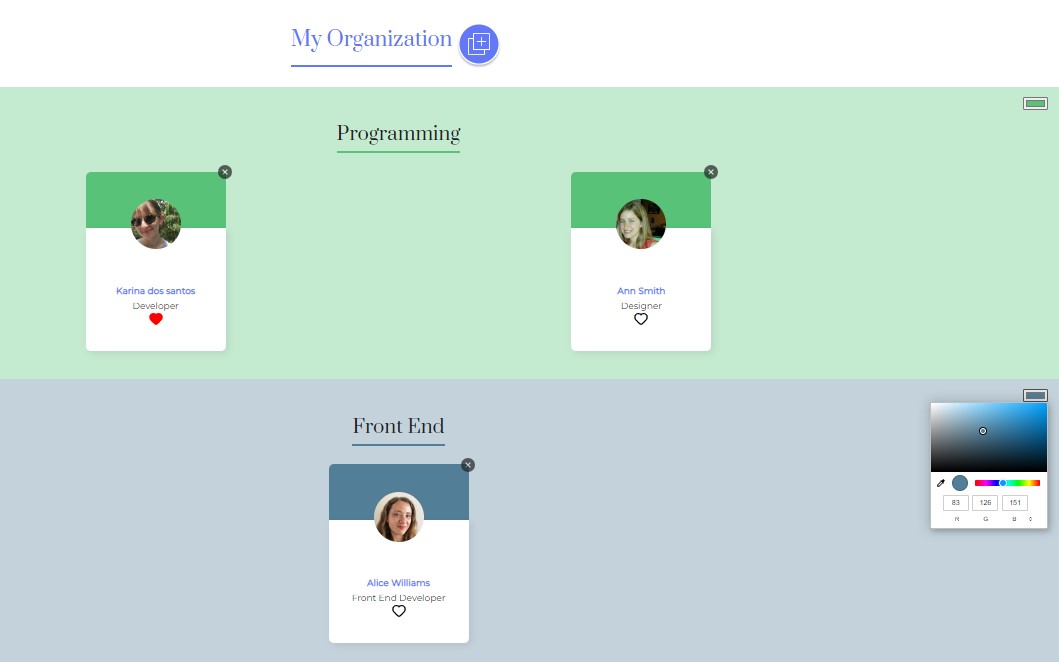 My Organization
Programming
Karina dos santos
Developer
Ann Smith
Designer
Front End
Alice Williams
Front End Developer
83 126 151
R G B